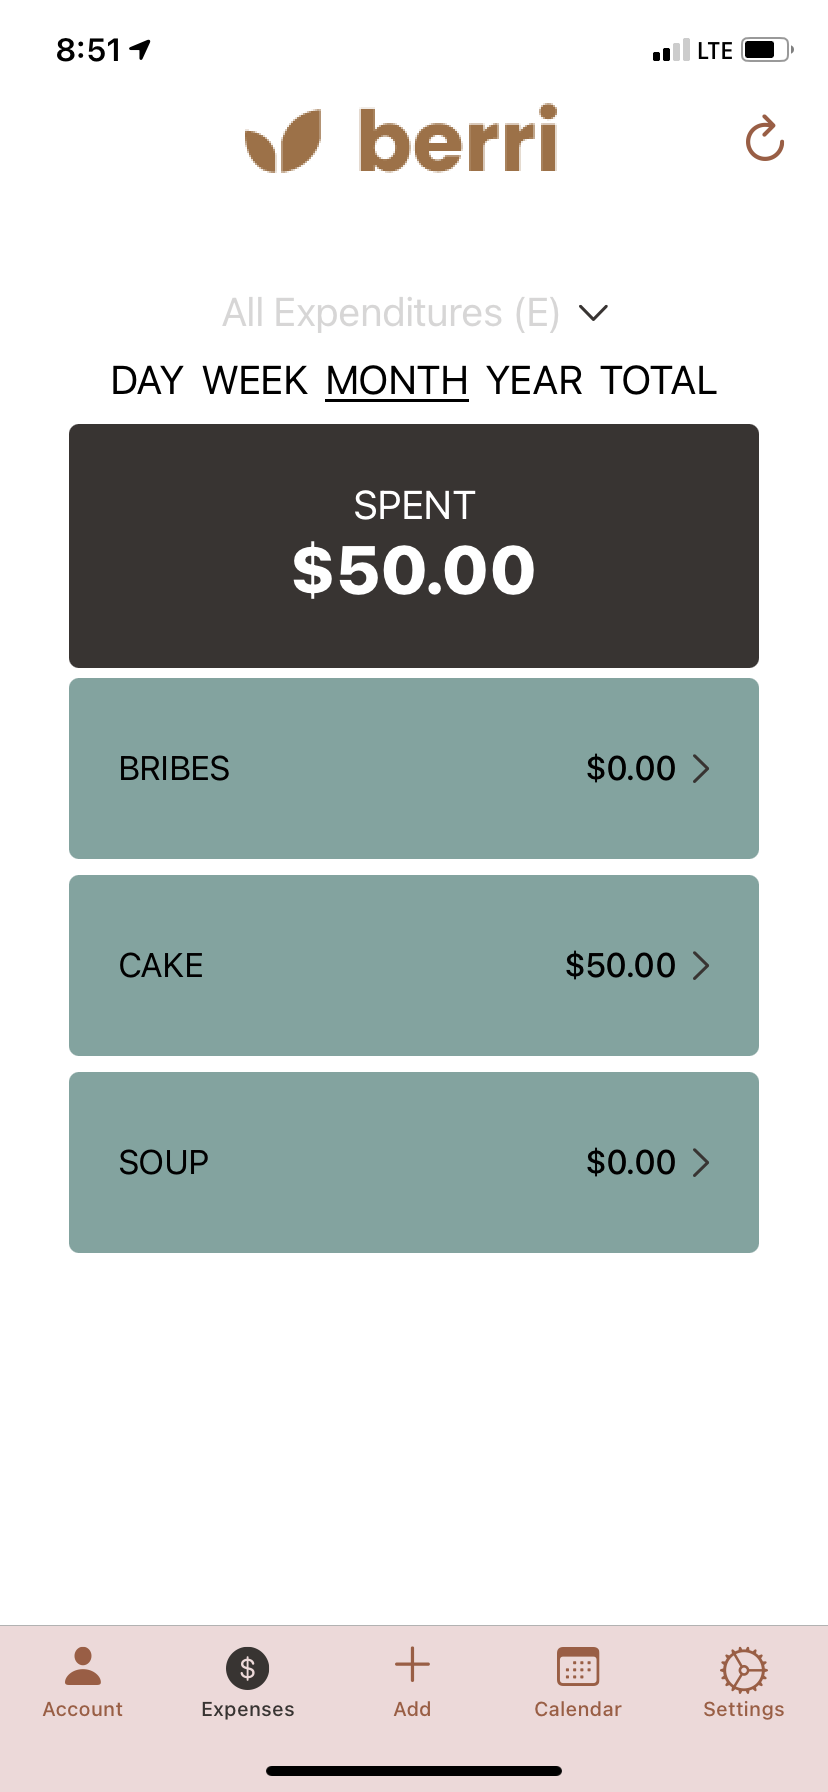 8:51 LTE
berri
All Expenditures (E)
DAY WEEK MONTH YEAR TOTAL
SPENT
$50.00
BRIBES $0.00
CAKE $50.00
SOUP $0.00
$
Account Expenses Add Calendar Settings